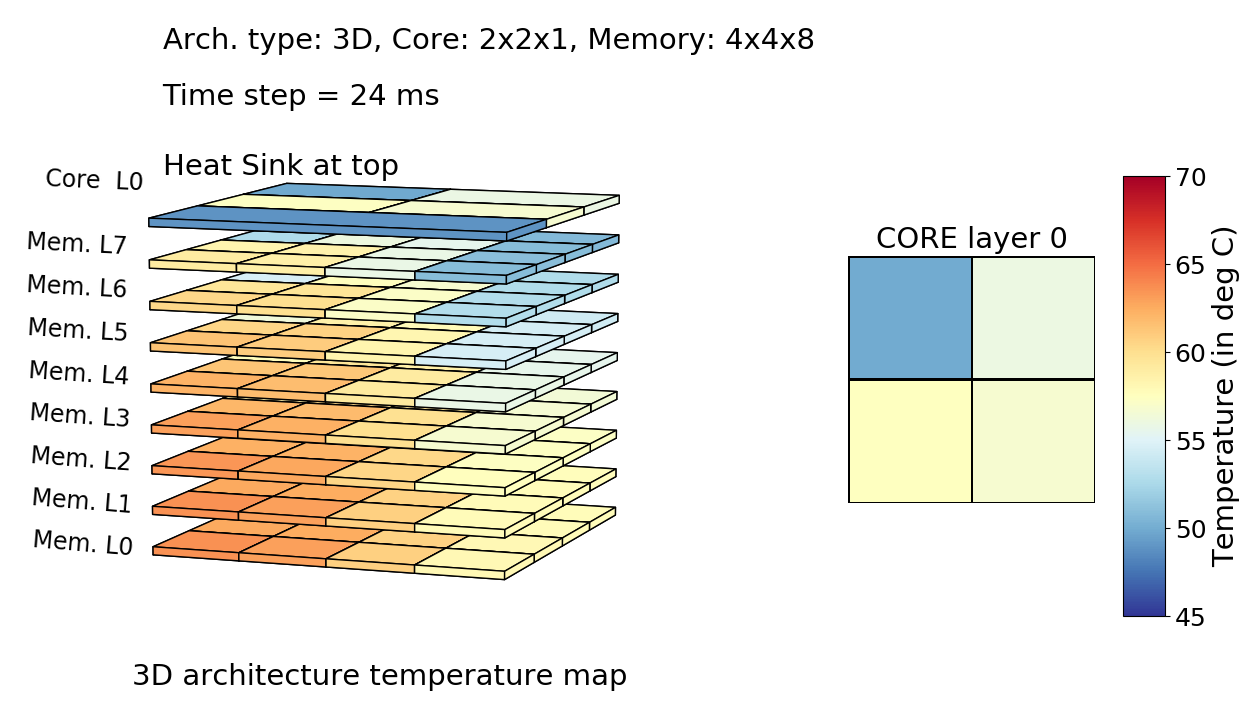 Arch. type: 3D, Core: 2x2x1, Memory: 4x4x8
Time step = 24 ms
Heat Sink at top
Core  L0
Mem. L7
Mem. L6
Mem. L5
Mem. L4
Mem. L3
Mem. L2
Mem. L1
Mem. L0
3D architecture temperature map
CORE layer 0
70
65
60
55
50
45
Temperature (in deg C)